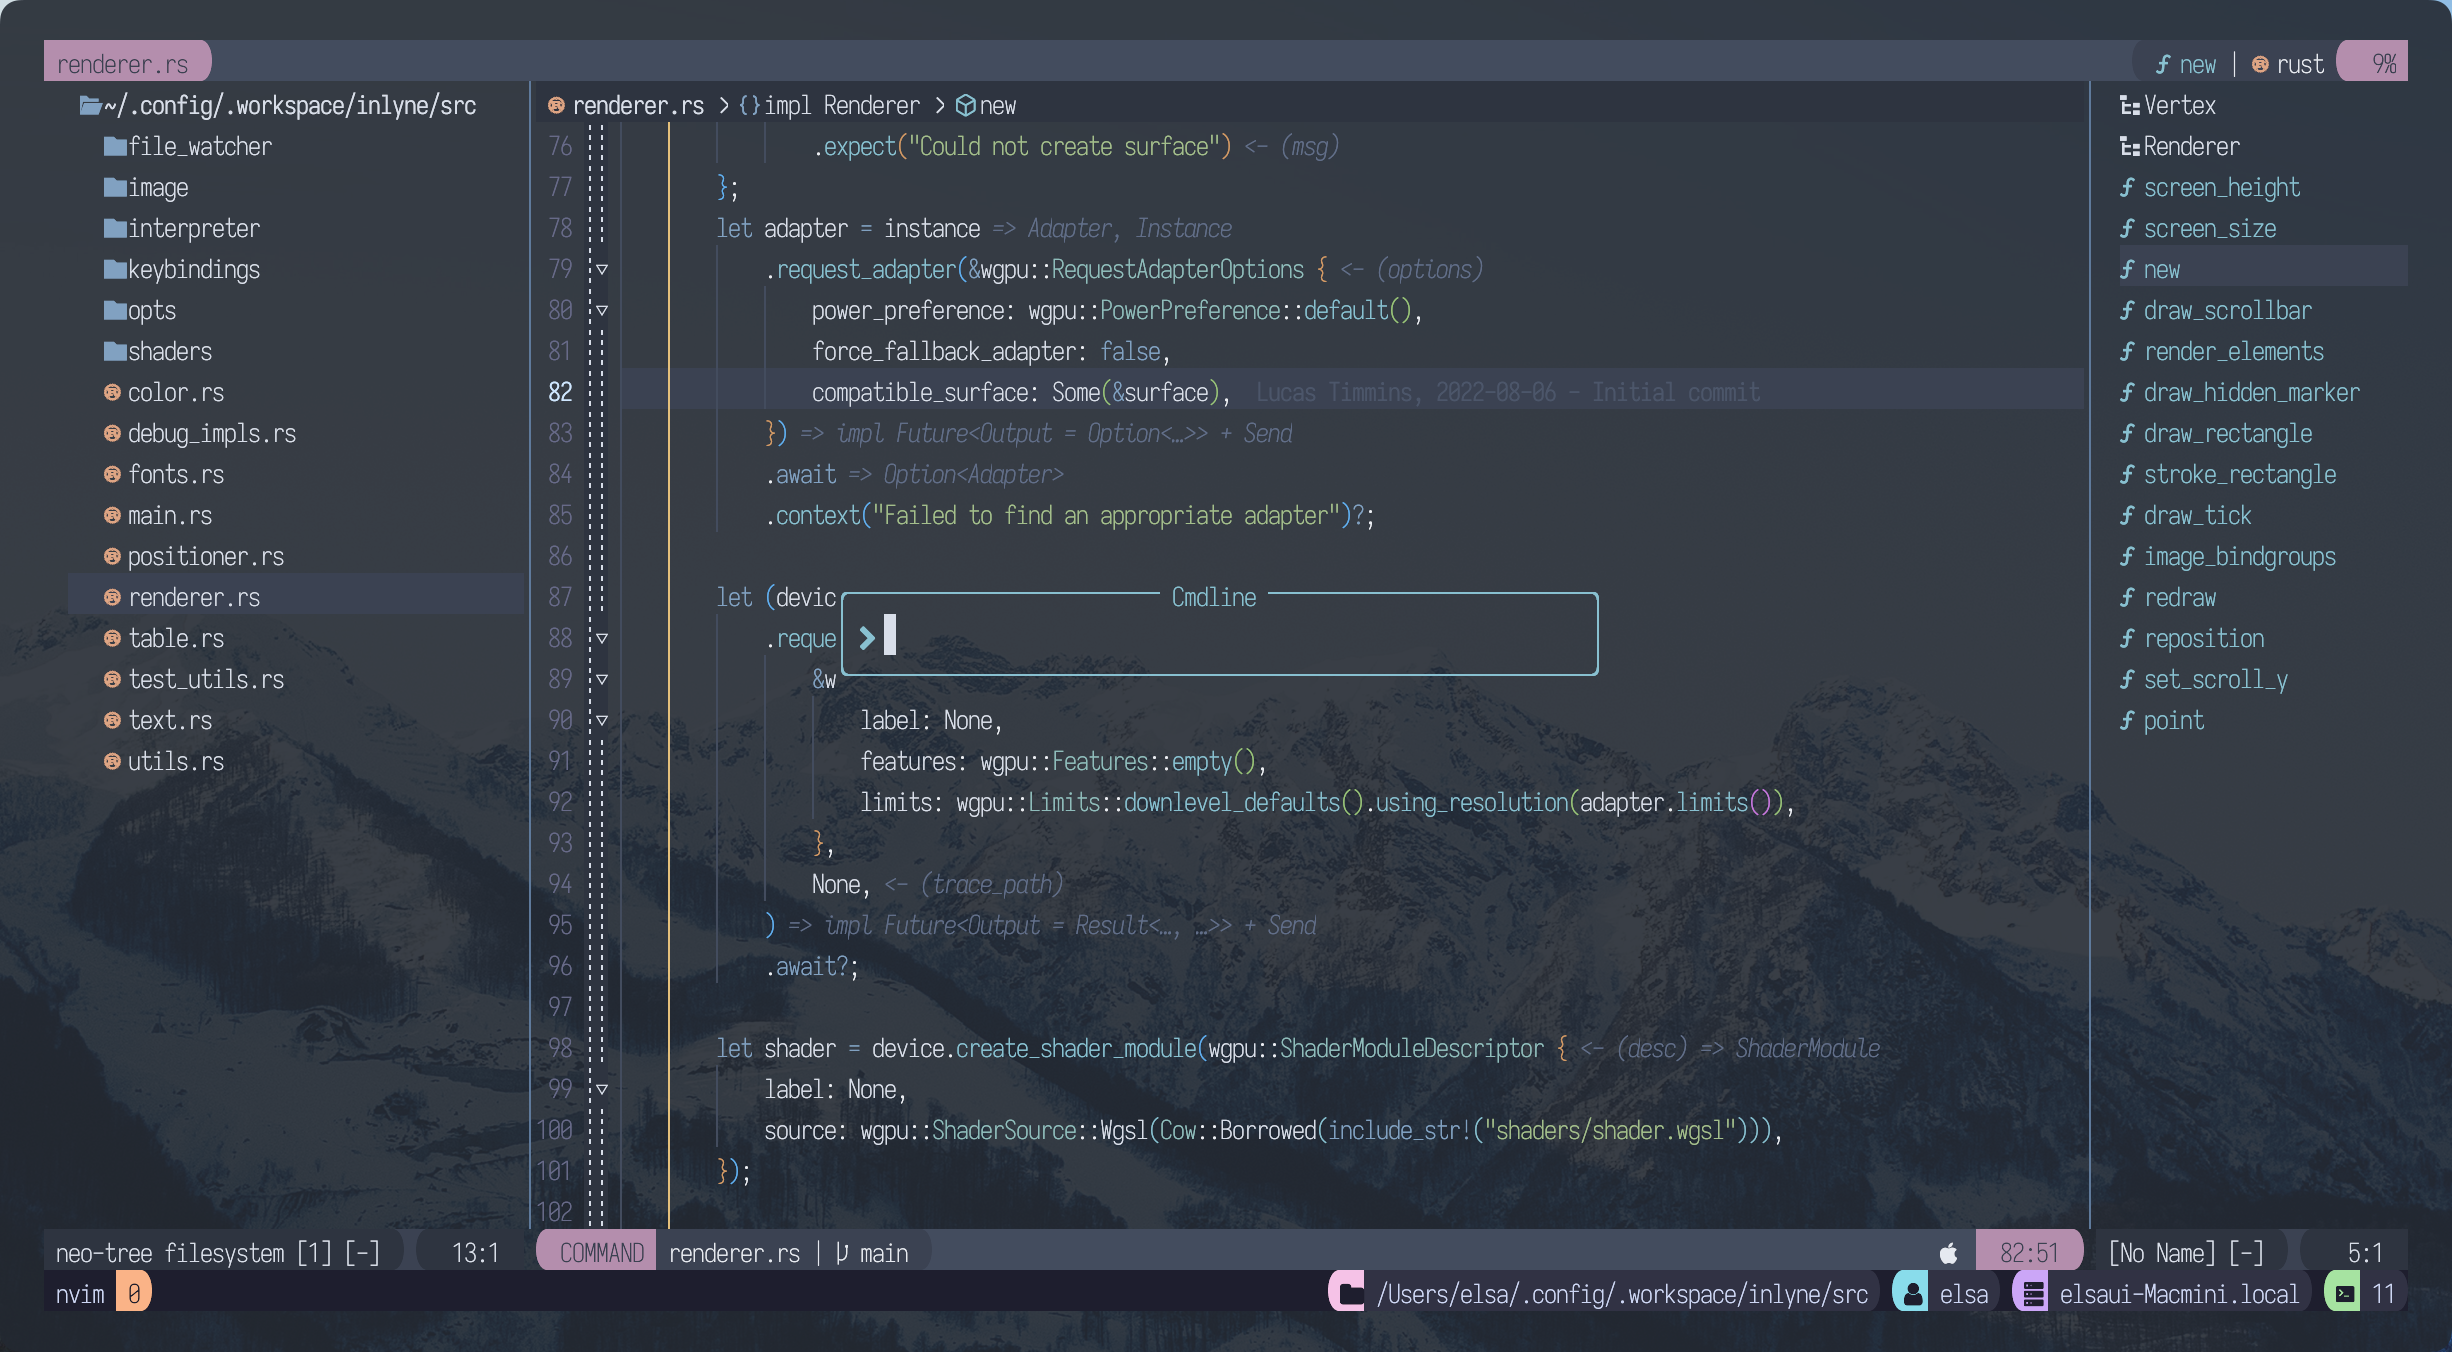 renderer.rs
new | rust 9%
~/.config/.workspace/inlyne/src
file_watcher
image
interpreter
keybindings
opts
shaders
color.rs
debug_impls.rs
fonts.rs
main.rs
positioner.rs
renderer.rs
table.rs
test_utils.rs
text.rs
utils.rs
renderer.rs > {} impl Renderer > new
76 .expect("Could not create surface") <- (msg)
77 };
78 let adapter = instance => Adapter, Instance
79 .request_adapter(&wgpu::RequestAdapterOptions { <- (options)
80 power_preference: wgpu::PowerPreference::default(),
81 force_fallback_adapter: false,
82 compatible_surface: Some(&surface), Lucas Timmins, 2022-08-06 - Initial commit
83 }) => impl Future<Output = Option<…>> + Send
84 .await => Option<Adapter>
85 .context("Failed to find an appropriate adapter")?;
86
87 let (devic
88 .reque
89 &w
90 label: None,
91 features: wgpu::Features::empty(),
92 limits: wgpu::Limits::downlevel_defaults().using_resolution(adapter.limits()),
93 },
94 None, <- (trace_path)
95 ) => impl Future<Output = Result<…, …>> + Send
96 .await?;
97
98 let shader = device.create_shader_module(wgpu::ShaderModuleDescriptor { <- (desc) => ShaderModule
99 label: None,
100 source: wgpu::ShaderSource::Wgsl(Cow::Borrowed(include_str!("shaders/shader.wgsl"))),
101 });
102
Cmdline
Vertex
Renderer
screen_height
screen_size
new
draw_scrollbar
render_elements
draw_hidden_marker
draw_rectangle
stroke_rectangle
draw_tick
image_bindgroups
redraw
reposition
set_scroll_y
point
neo-tree filesystem [1] [-] 13:1
COMMAND renderer.rs | main 82:51
[No Name] [-] 5:1
nvim 0 /Users/elsa/.config/.workspace/inlyne/src elsa elsaui-Macmini.local 11